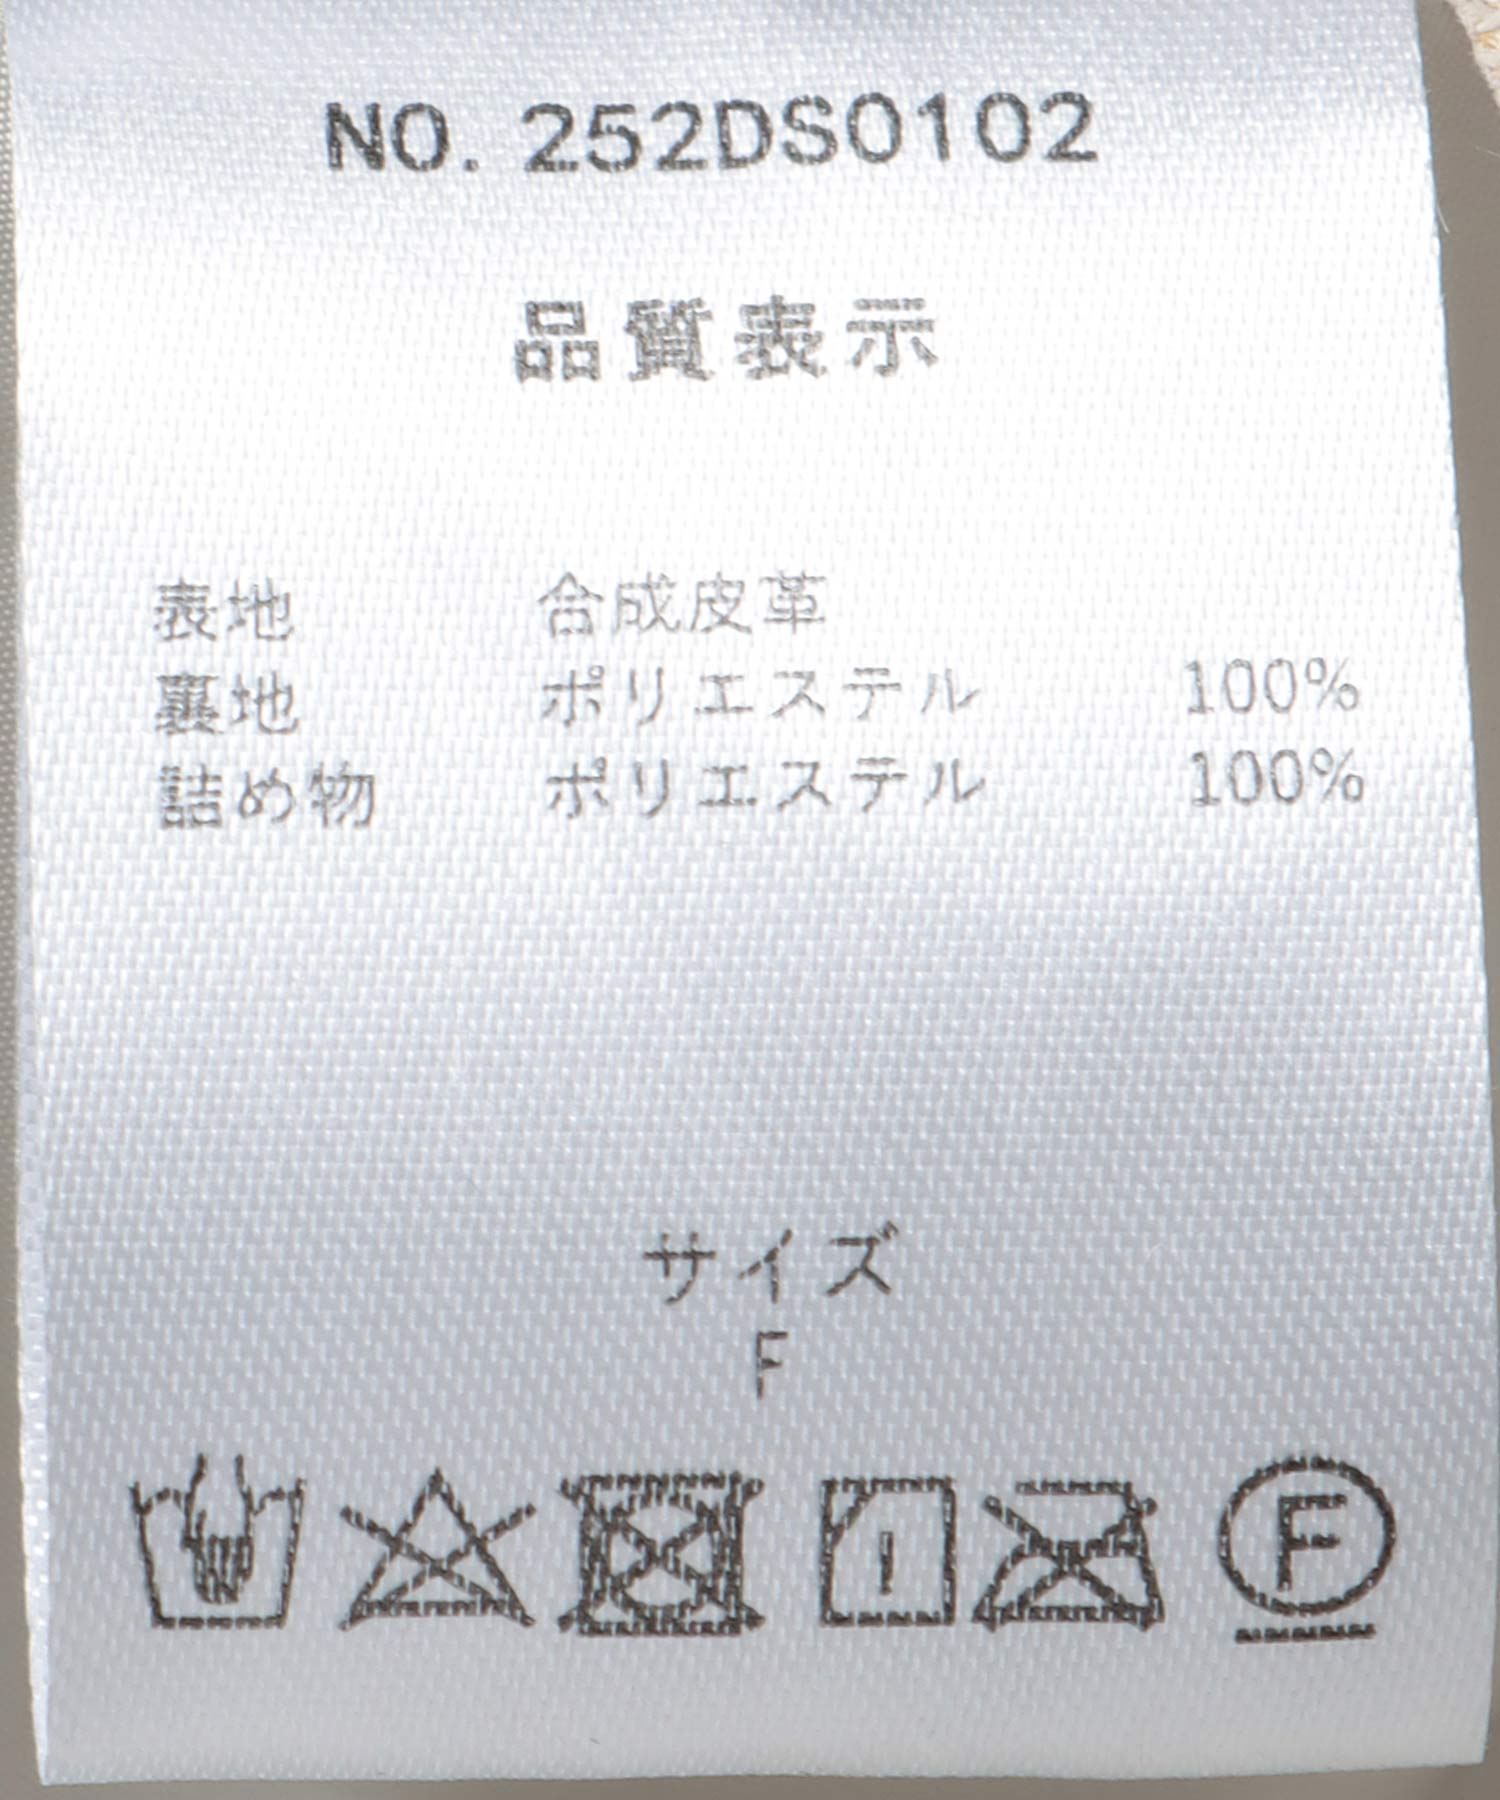 NO. 252DS0102
品質表示
表地 合成皮革
裏地 ポリエステル 100%
詰め物 ポリエステル 100%
サイズ
F
F